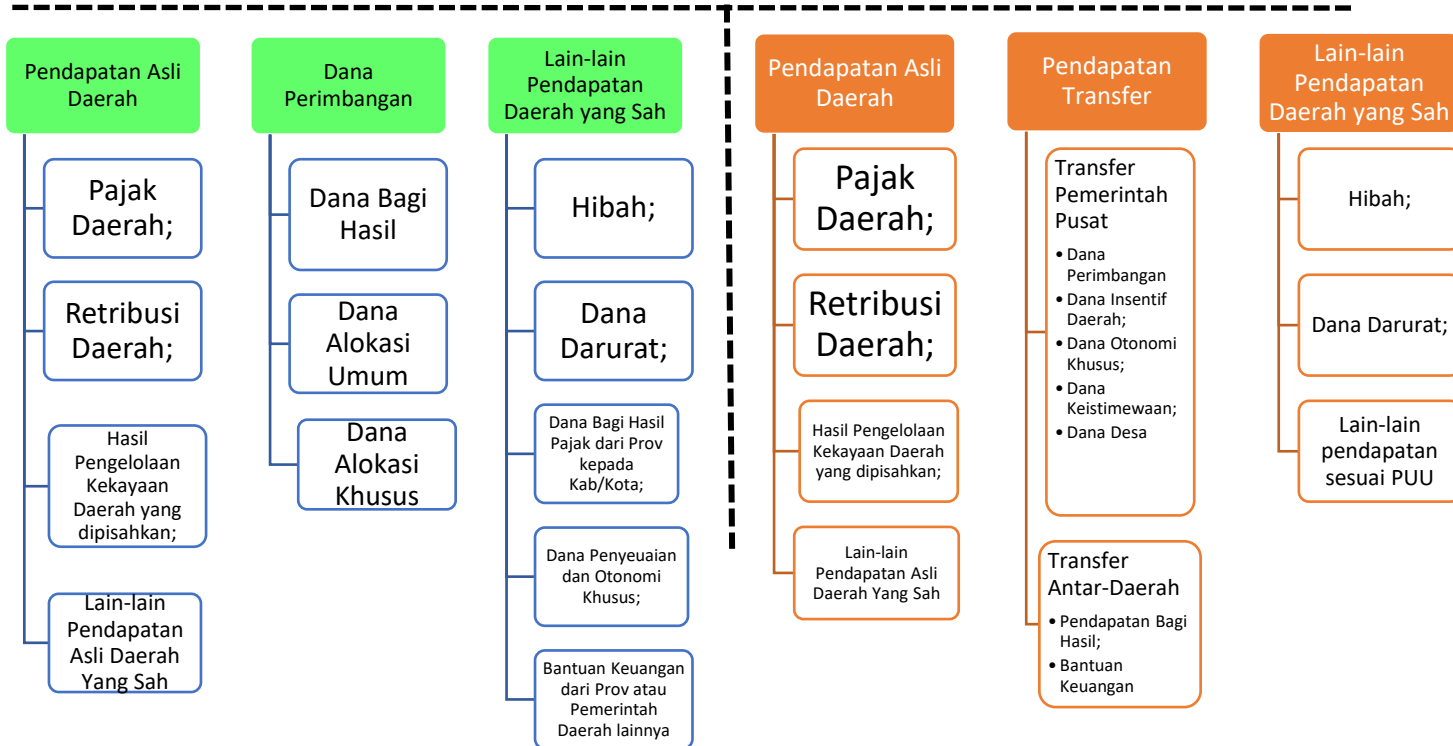 Pendapatan Asli
Daerah
Pajak
Daerah;
Retribusi
Daerah;
Hasil
Pengelolaan
Kekayaan
Daerah yang
dipisahkan;
Lain-lain
Pendapatan
Asli Daerah
Yang Sah
Dana
Perimbangan
Dana Bagi
Hasil
Dana
Alokasi
Umum
Dana
Alokasi
Khusus
Lain-lain
Pendapatan
Daerah yang Sah
Hibah;
Dana
Darurat;
Dana Bagi Hasil
Pajak dari Prov
kepada
Kab/Kota;
Dana Penyeuaian
dan Otonomi
Khusus;
Bantuan Keuangan
dari Prov atau
Pemerintah
Daerah lainnya
Pendapatan Asli
Daerah
Pajak
Daerah;
Retribusi
Daerah;
Hasil Pengelolaan
Kekayaan Daerah
yang dipisahkan;
Lain-lain
Pendapatan Asli
Daerah Yang Sah
Pendapatan
Transfer
Transfer
Pemerintah
Pusat
• Dana
Perimbangan
• Dana Insentif
Daerah;
• Dana Otonomi
Khusus;
• Dana
Keistimewaan;
• Dana Desa
Transfer
Antar-Daerah
• Pendapatan Bagi
Hasil;
• Bantuan
Keuangan
Lain-lain
Pendapatan
Daerah yang Sah
Hibah;
Dana Darurat;
Lain-lain
pendapatan
sesuai PUU